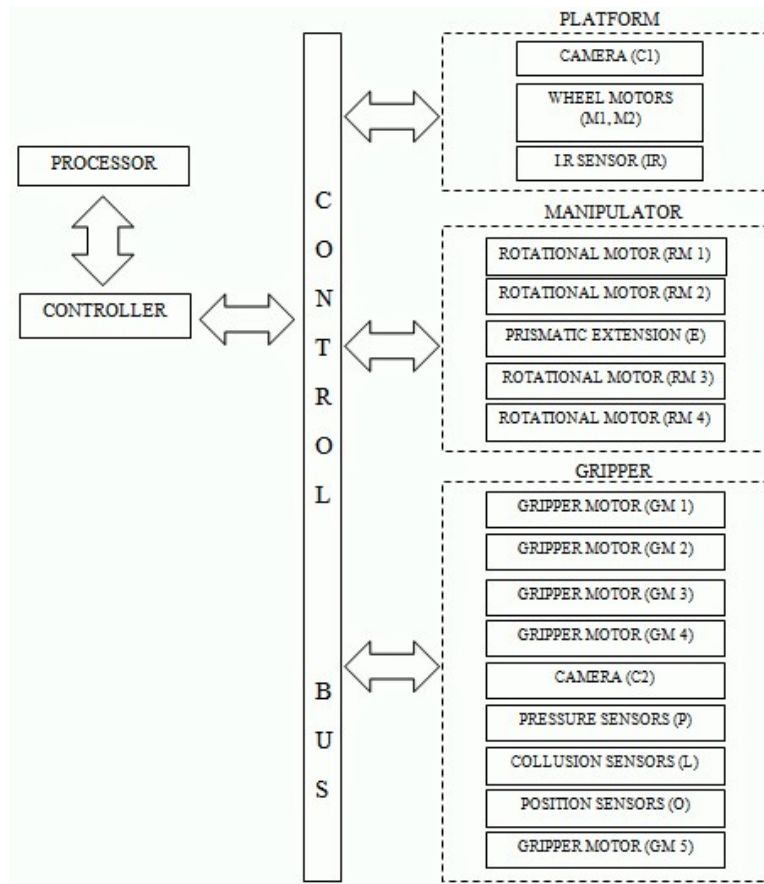 PLATFORM
CAMERA (C1)
WHEEL MOTORS
(M1, M2)
I.R SENSOR (IR)
PROCESSOR
CONTROLLER
C
O
N
T
R
O
L
B
U
S
MANIPULATOR
ROTATIONAL MOTOR (RM 1)
ROTATIONAL MOTOR (RM 2)
PRISMATIC EXTENSION (E)
ROTATIONAL MOTOR (RM 3)
ROTATIONAL MOTOR (RM 4)
GRIPPER
GRIPPER MOTOR (GM 1)
GRIPPER MOTOR (GM 2)
GRIPPER MOTOR (GM 3)
GRIPPER MOTOR (GM 4)
CAMERA (C2)
PRESSURE SENSORS (P)
COLLUSION SENSORS (L)
POSITION SENSORS (O)
GRIPPER MOTOR (GM 5)